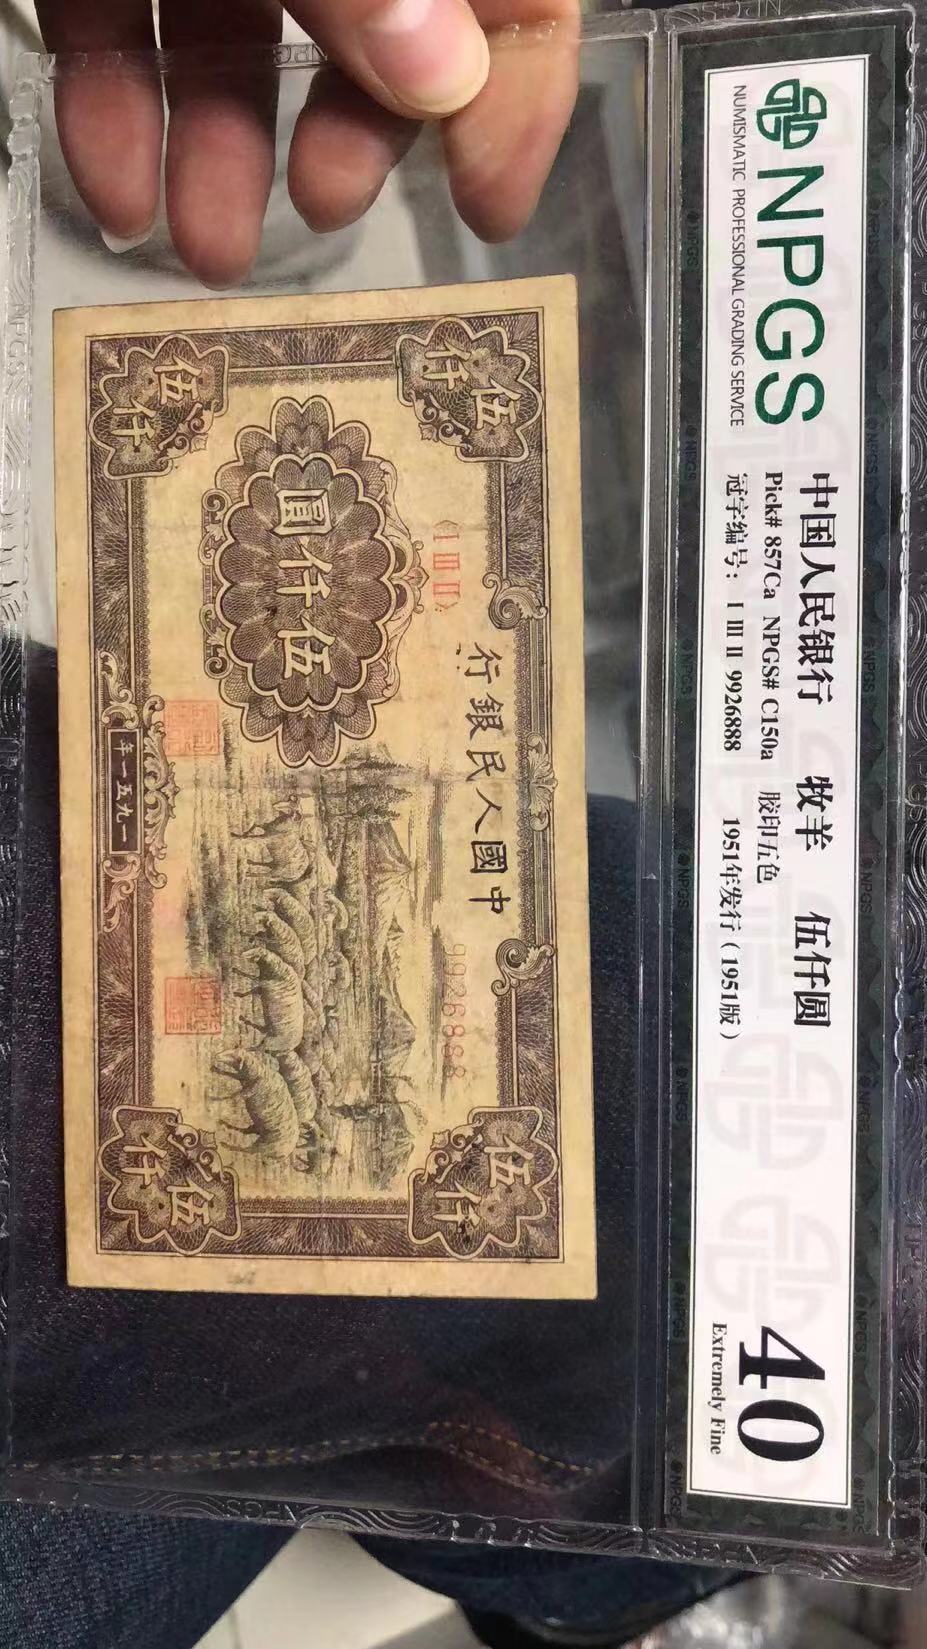 NPGS
NUMISMATIC PROFESSIONAL GRADING SERVICE
中国人民银行 牧羊 伍仟圆
Pick# 857Ca NPGS# C150a 胶印五色
冠字编号: I III II 9926888 1951年发行(1951版)
40
Extremely Fine
伍仟
伍仟
行銀民人國中
〈I III II〉:
9926888
圓仟伍
伍仟
伍仟
年一五九一